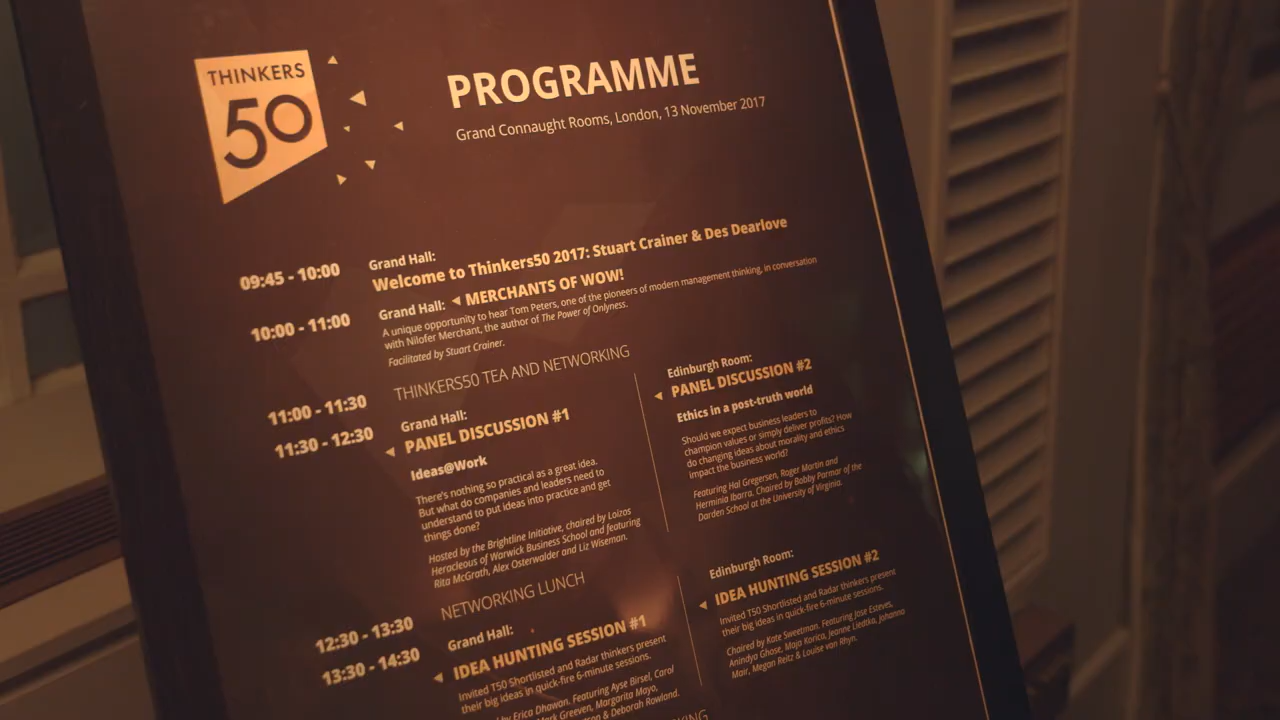 THINKERS
50
PROGRAMME
Grand Connaught Rooms, London, 13 November 2017
09:45 - 10:00
Grand Hall:
Welcome to Thinkers50 2017: Stuart Crainer & Des Dearlove
10:00 - 11:00
Grand Hall: MERCHANTS OF WOW!
A unique opportunity to hear Tom Peters, one of the pioneers of modern management thinking, in conversation
with Nilofer Merchant, the author of The Power of Onlyness.
Facilitated by Stuart Crainer.
11:00 - 11:30
THINKERS50 TEA AND NETWORKING
11:30 - 12:30
Grand Hall:
PANEL DISCUSSION #1
Ideas@Work
There's nothing so practical as a great idea.
But what do companies and leaders need to
understand to put ideas into practice and get
things done?
Hosted by the Brightline Initiative, chaired by Loizos
Heracleous of Warwick Business School and featuring
Rita McGrath, Alex Osterwalder and Liz Wiseman.
Edinburgh Room:
PANEL DISCUSSION #2
Ethics in a post-truth world
Should we expect business leaders to
champion values or simply deliver profits? How
do changing ideas about morality and ethics
impact the business world?
Featuring Hal Gregersen, Roger Martin and
Herminia Ibarra. Chaired by Bobby Parmar of the
Darden School at the University of Virginia.
12:30 - 13:30
NETWORKING LUNCH
13:30 - 14:30
Grand Hall:
IDEA HUNTING SESSION #1
Invited T50 Shortlisted and Radar thinkers present
their big ideas in quick-fire 6-minute sessions.
by Erica Dhawan. Featuring Ayse Birsel, Carol
Mark Greeven, Margarita Mayo,
& Deborah Rowland.
Edinburgh Room:
IDEA HUNTING SESSION #2
Invited T50 Shortlisted and Radar thinkers present
their big ideas in quick-fire 6-minute sessions.
Chaired by Kate Sweetman. Featuring Jose Esteves,
Anindya Ghose, Maja Korica, Jeanne Liedtka, Johanna
Mair, Megan Reitz & Louise van Rhyn.